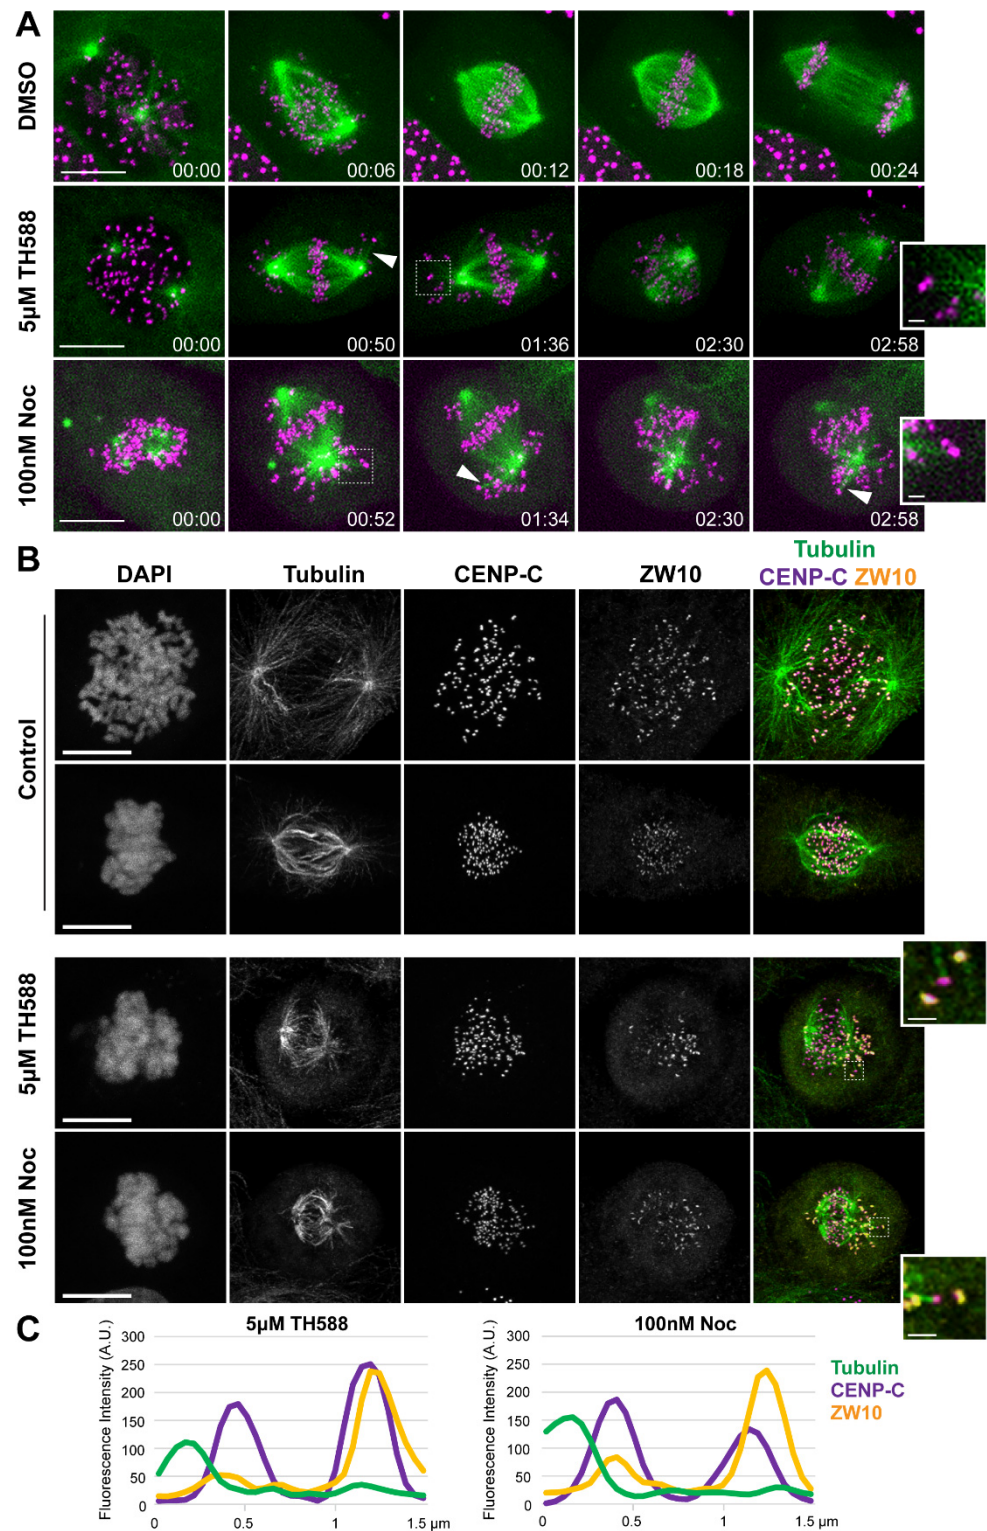 A
DMSO
00:00
00:06
00:12
00:18
00:24
5µM TH588
00:00
00:50
01:36
02:30
02:58
100nM Noc
00:00
00:52
01:34
02:30
02:58
B
Tubulin
DAPI
Tubulin
CENP-C
ZW10
CENP-C ZW10
Control
5µM TH588
100nM Noc
C
5µM TH588
100nM Noc
Fluorescence Intensity (A.U.)
300
250
200
150
100
50
0
0
0.5
1
1.5 µm
Fluorescence Intensity (A.U.)
300
250
200
150
100
50
0
0
0.5
1
1.5 µm
Tubulin
CENP-C
ZW10